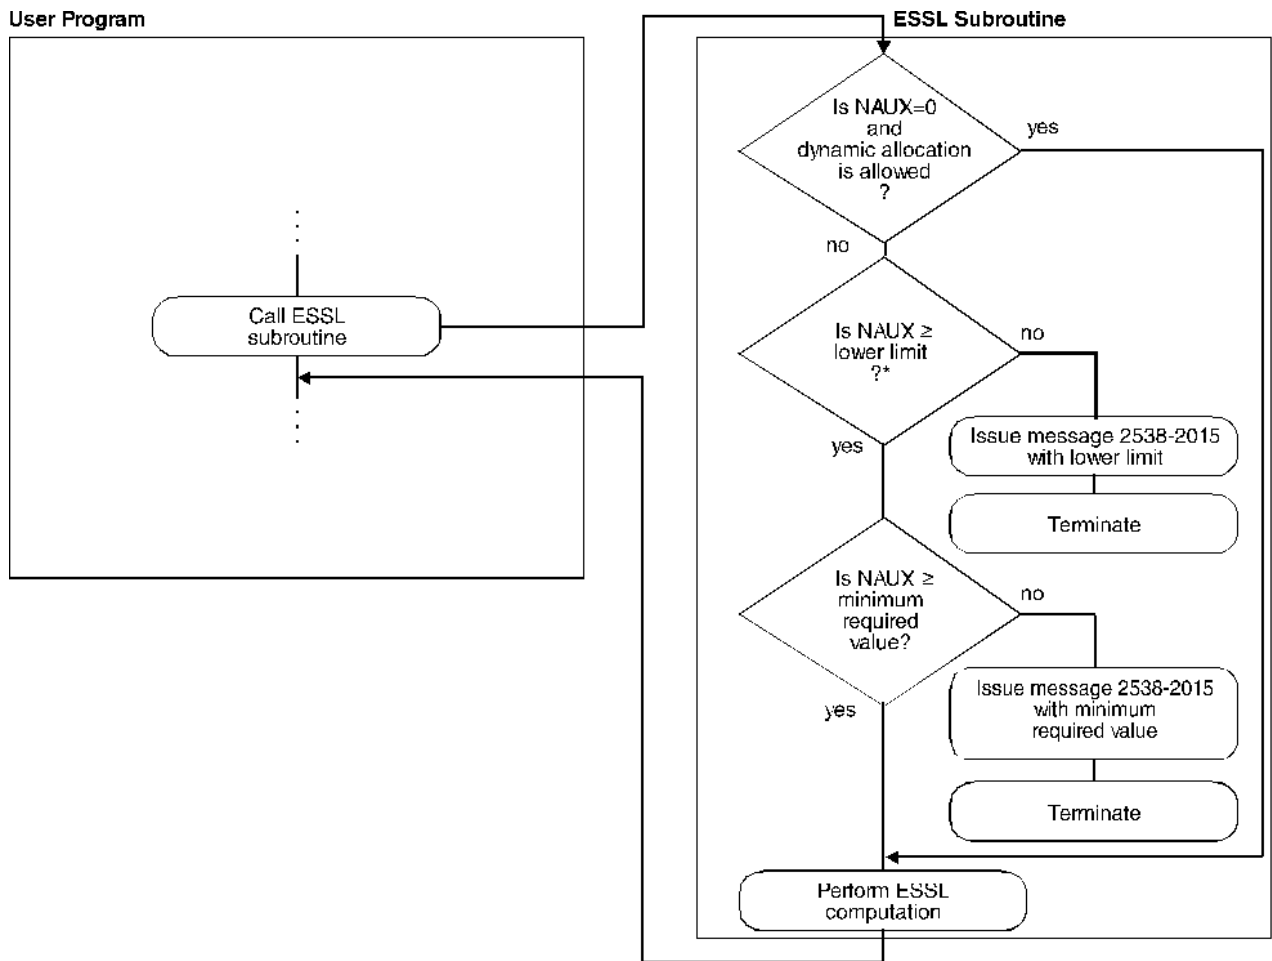 User Program
ESSL Subroutine
Is NAUX=0
and
dynamic allocation
is allowed
?
yes
no
Call ESSL
subroutine
Is NAUX ≥
lower limit
?*
no
yes
Issue message 2538-2015
with lower limit
Terminate
Is NAUX ≥
minimum
required
value?
no
yes
Issue message 2538-2015
with minimum
required value
Terminate
Perform ESSL
computation